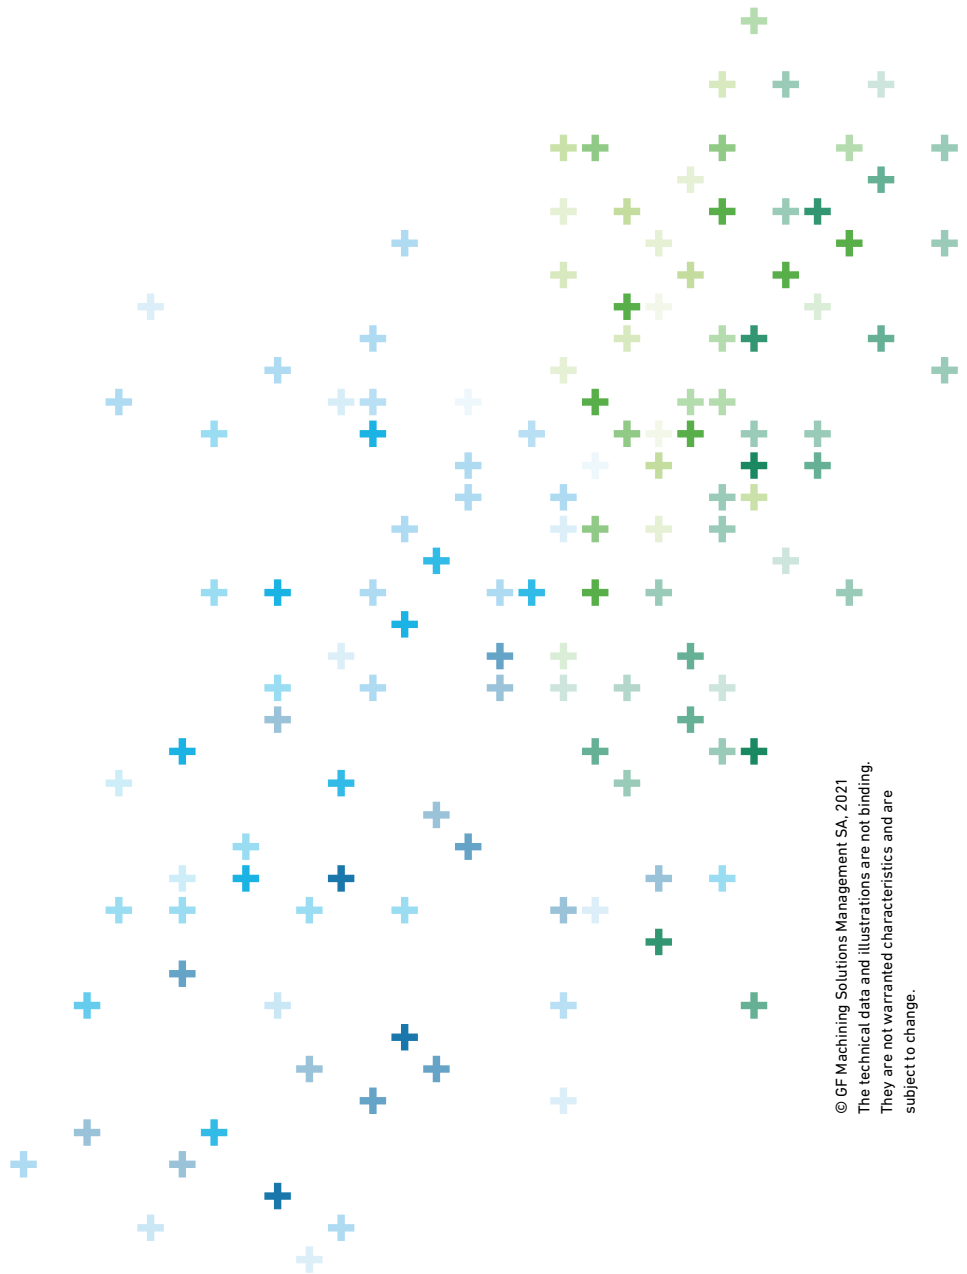 © GF Machining Solutions Management SA, 2021
The technical data and illustrations are not binding.
They are not warranted characteristics and are
subject to change.